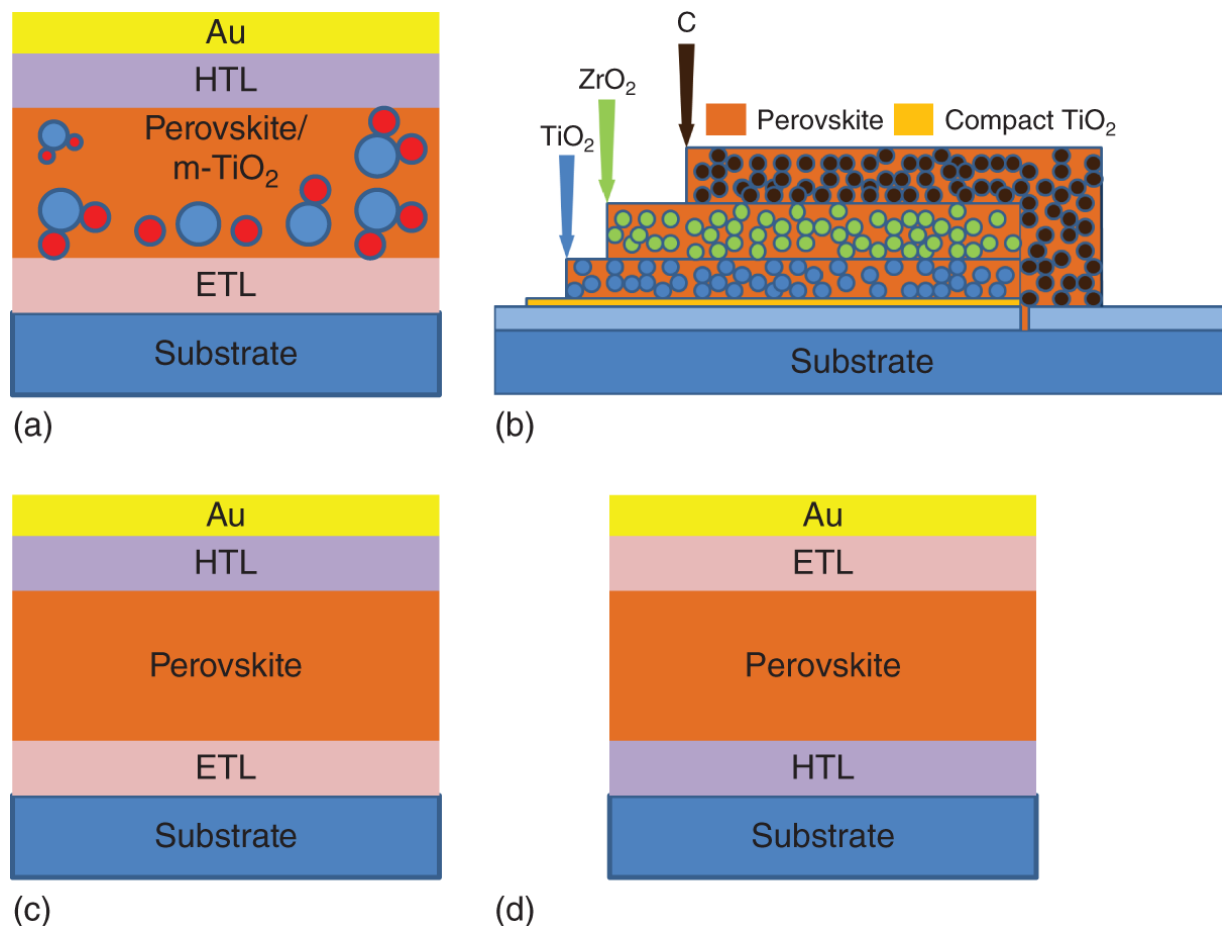 Au
HTL
Perovskite/
m-TiO₂
ETL
Substrate
(a)
C
ZrO₂
TiO₂
Perovskite
Compact TiO₂
Substrate
(b)
Au
HTL
Perovskite
ETL
Substrate
(c)
Au
ETL
Perovskite
HTL
Substrate
(d)